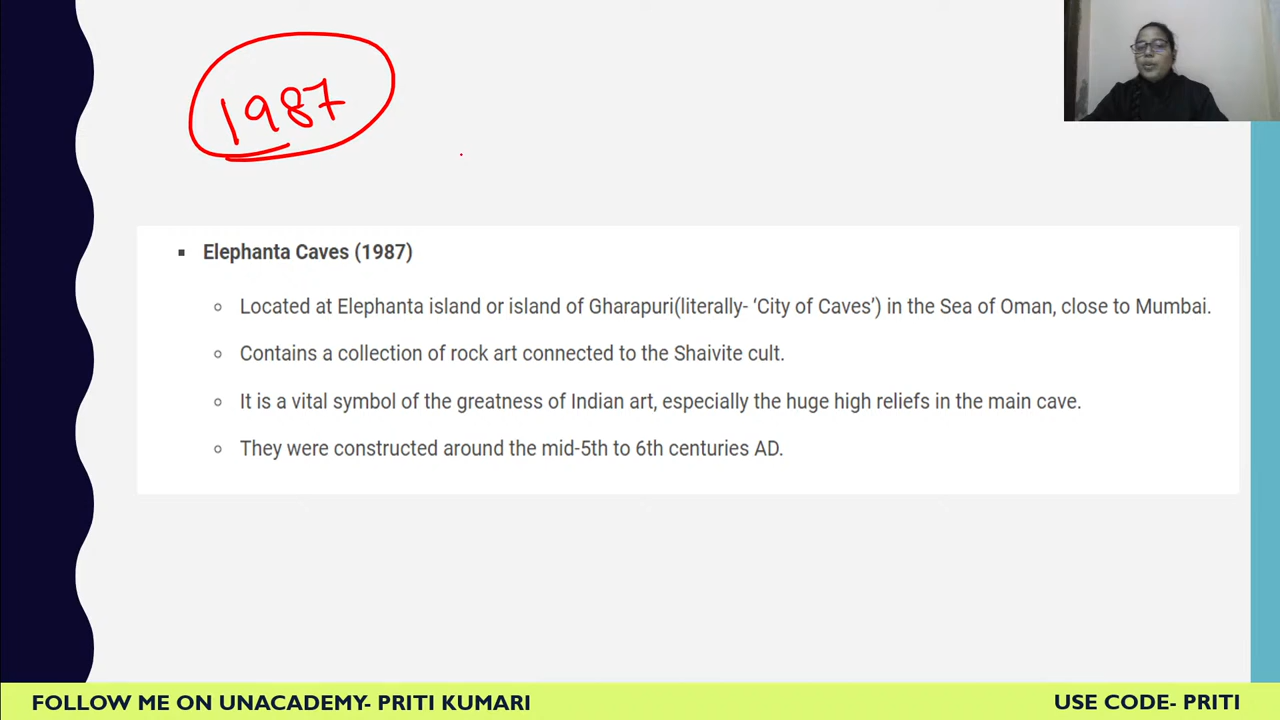 1987
Elephanta Caves (1987)
Located at Elephanta island or island of Gharapuri(literally- ‘City of Caves’) in the Sea of Oman, close to Mumbai.
Contains a collection of rock art connected to the Shaivite cult.
It is a vital symbol of the greatness of Indian art, especially the huge high reliefs in the main cave.
They were constructed around the mid-5th to 6th centuries AD.
FOLLOW ME ON UNACADEMY- PRITI KUMARI
USE CODE- PRITI